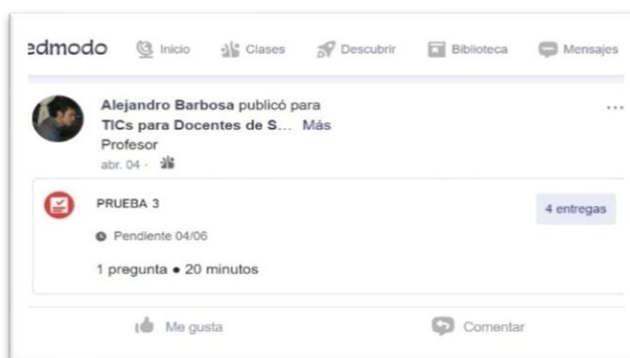 edmodo Inicio Clases Descubrir Biblioteca Mensajes
Alejandro Barbosa publicó para
TICs para Docentes de S... Más
Profesor
abr. 04 ·
PRUEBA 3
4 entregas
Pendiente 04/06
1 pregunta ● 20 minutos
Me gusta Comentar